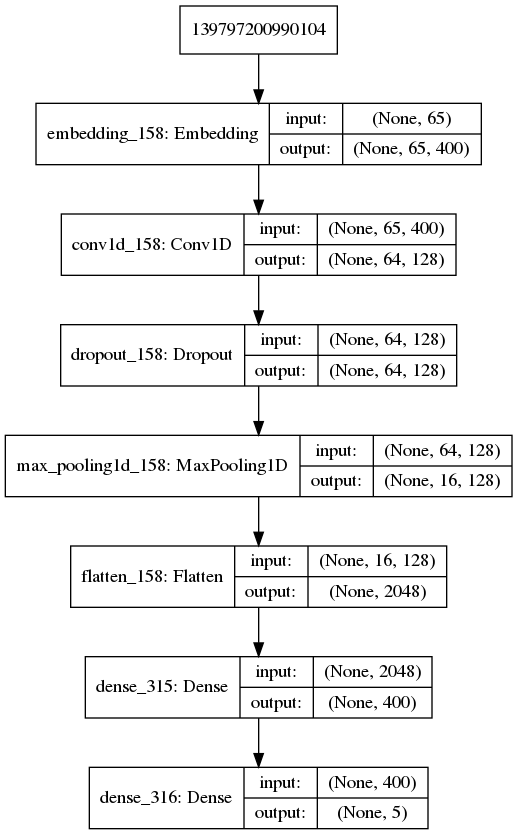 139797200990104
embedding_158: Embedding
input: (None, 65)
output: (None, 65, 400)
conv1d_158: Conv1D
input: (None, 65, 400)
output: (None, 64, 128)
dropout_158: Dropout
input: (None, 64, 128)
output: (None, 64, 128)
max_pooling1d_158: MaxPooling1D
input: (None, 64, 128)
output: (None, 16, 128)
flatten_158: Flatten
input: (None, 16, 128)
output: (None, 2048)
dense_315: Dense
input: (None, 2048)
output: (None, 400)
dense_316: Dense
input: (None, 400)
output: (None, 5)